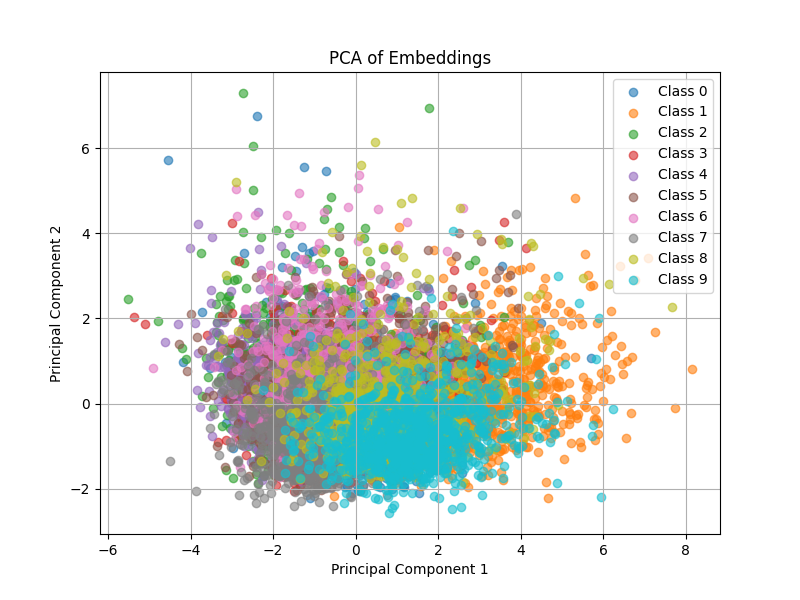 PCA of Embeddings
Class 0
Class 1
Class 2
Class 3
Class 4
Class 5
Class 6
Class 7
Class 8
Class 9
Principal Component 2
6
4
2
0
−2
−6 −4 −2 0 2 4 6 8
Principal Component 1